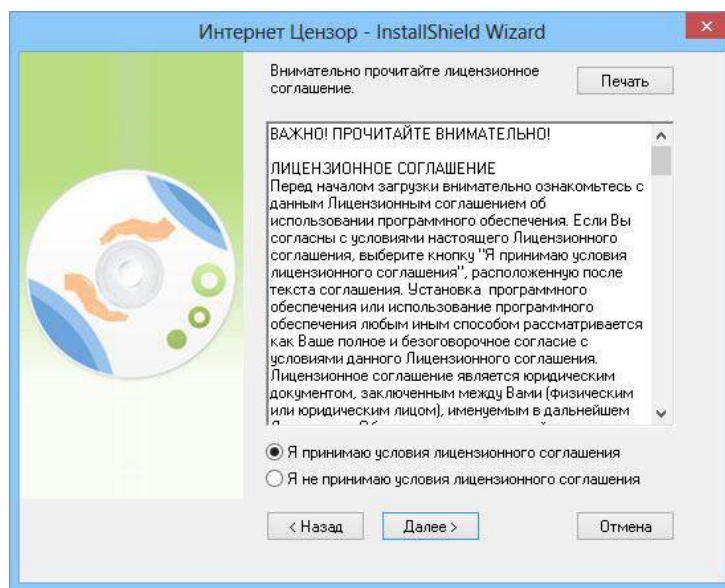 Интернет Цензор - InstallShield Wizard
Внимательно прочитайте лицензионное
соглашение.
Печать
ВАЖНО! ПРОЧИТАЙТЕ ВНИМАТЕЛЬНО!
ЛИЦЕНЗИОННОЕ СОГЛАШЕНИЕ
Перед началом загрузки внимательно ознакомьтесь с
данным Лицензионным соглашением об
использовании программного обеспечения. Если Вы
согласны с условиями настоящего Лицензионного
соглашения, выберите кнопку "Я принимаю условия
лицензионного соглашения", расположенную после
текста соглашения. Установка программного
обеспечения или использование программного
обеспечения любым иным способом рассматривается
как Ваше полное и безоговорочное согласие с
условиями данного Лицензионного соглашения.
Лицензионное соглашение является юридическим
документом, заключенным между Вами (физическим
или юридическим лицом), именуемым в дальнейшем
Я принимаю условия лицензионного соглашения
Я не принимаю условия лицензионного соглашения
< Назад
Далее >
Отмена